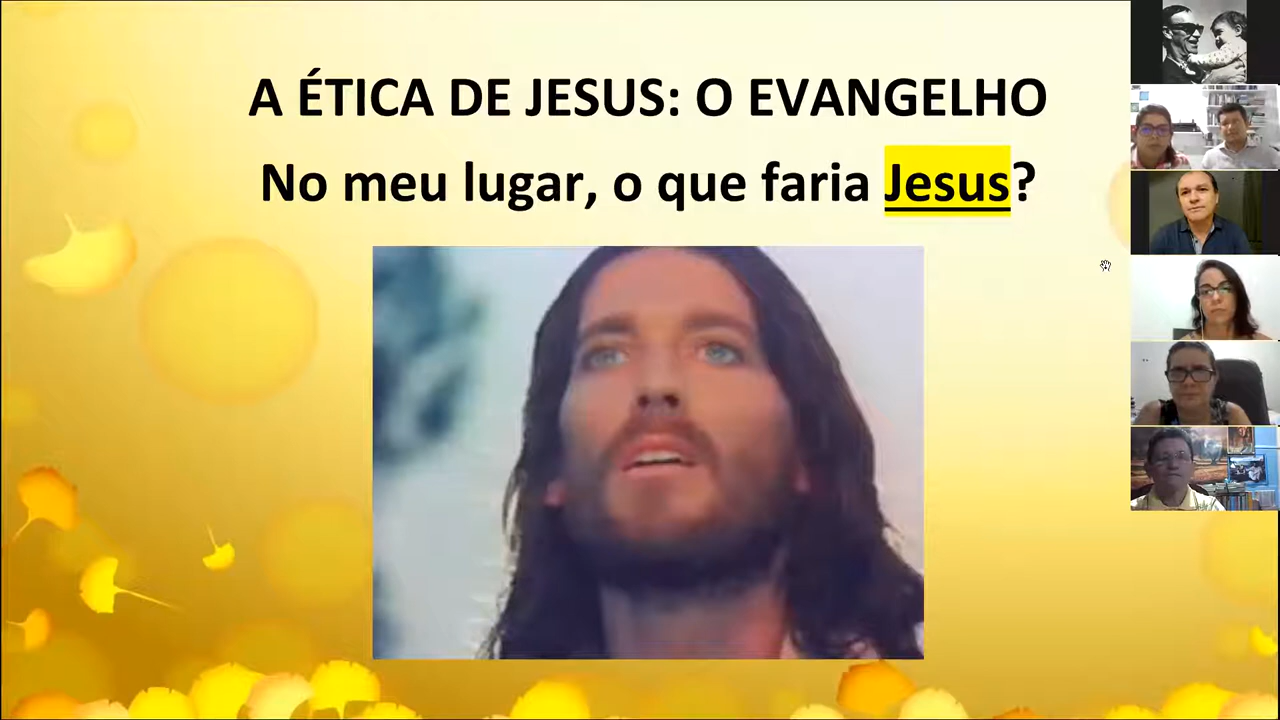 A ÉTICA DE JESUS: O EVANGELHO
No meu lugar, o que faria Jesus?